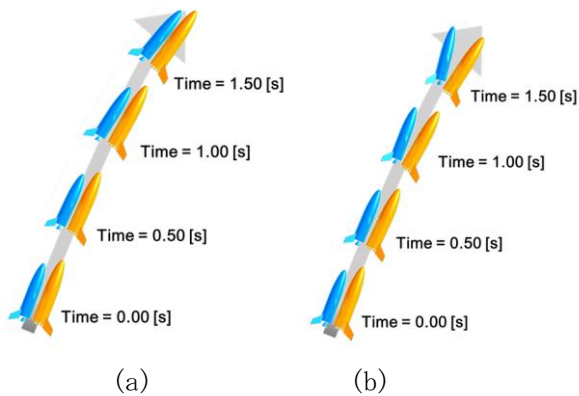 Time = 1.50 [s]
Time = 1.00 [s]
Time = 0.50 [s]
Time = 0.00 [s]
(a)
Time = 1.50 [s]
Time = 1.00 [s]
Time = 0.50 [s]
Time = 0.00 [s]
(b)